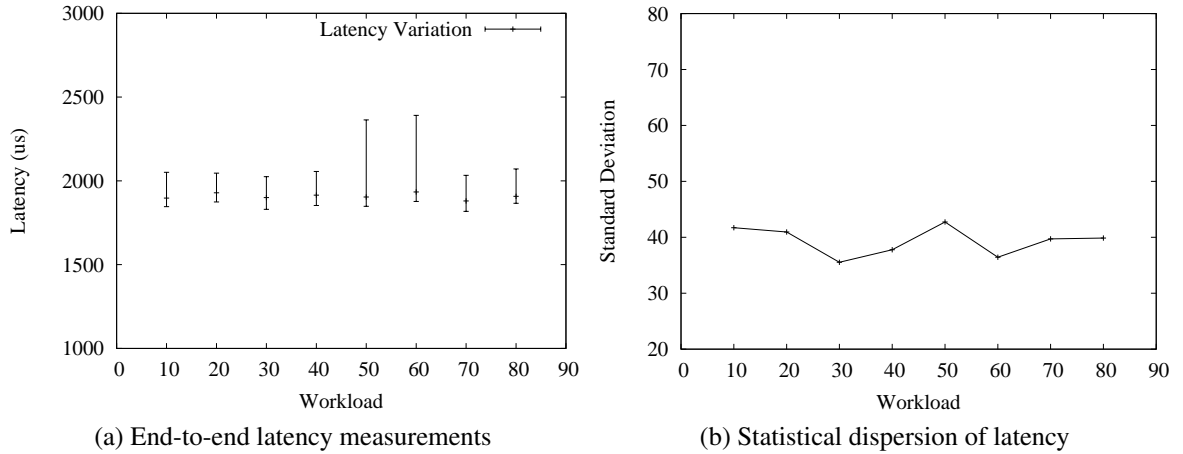 3000
2500
2000
1500
1000
Latency (us)
Latency Variation
0 10 20 30 40 50 60 70 80 90
Workload
(a) End-to-end latency measurements
80
70
60
50
40
30
20
Standard Deviation
0 10 20 30 40 50 60 70 80 90
Workload
(b) Statistical dispersion of latency